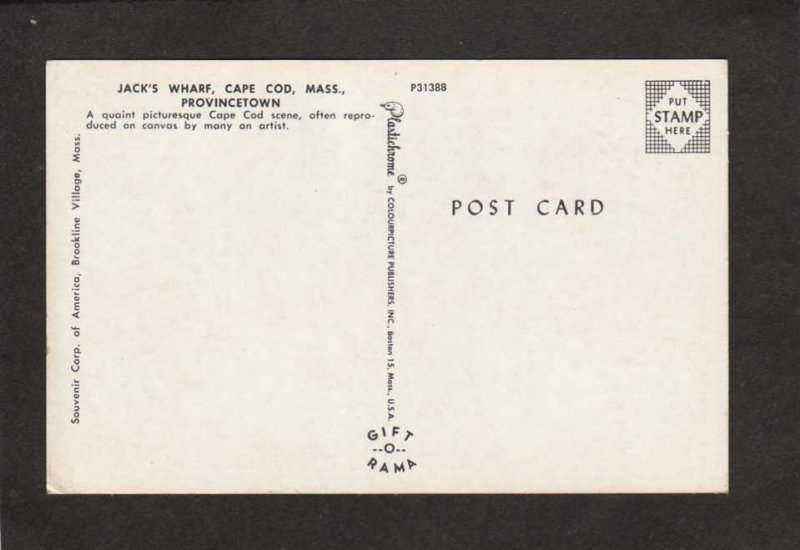 JACK'S WHARF, CAPE COD, MASS.,
PROVINCETOWN
A quaint picturesque Cape Cod scene, often repro-
duced on canvas by many an artist.
Souvenir Corp. of America, Brookline Village, Mass.
P31388
Plastichrome ® by COLOURPICTURE PUBLISHERS, INC., Boston 15, Mass., U.S.A.
GIFT
--O--
RAMA
PUT
STAMP
HERE
POST CARD